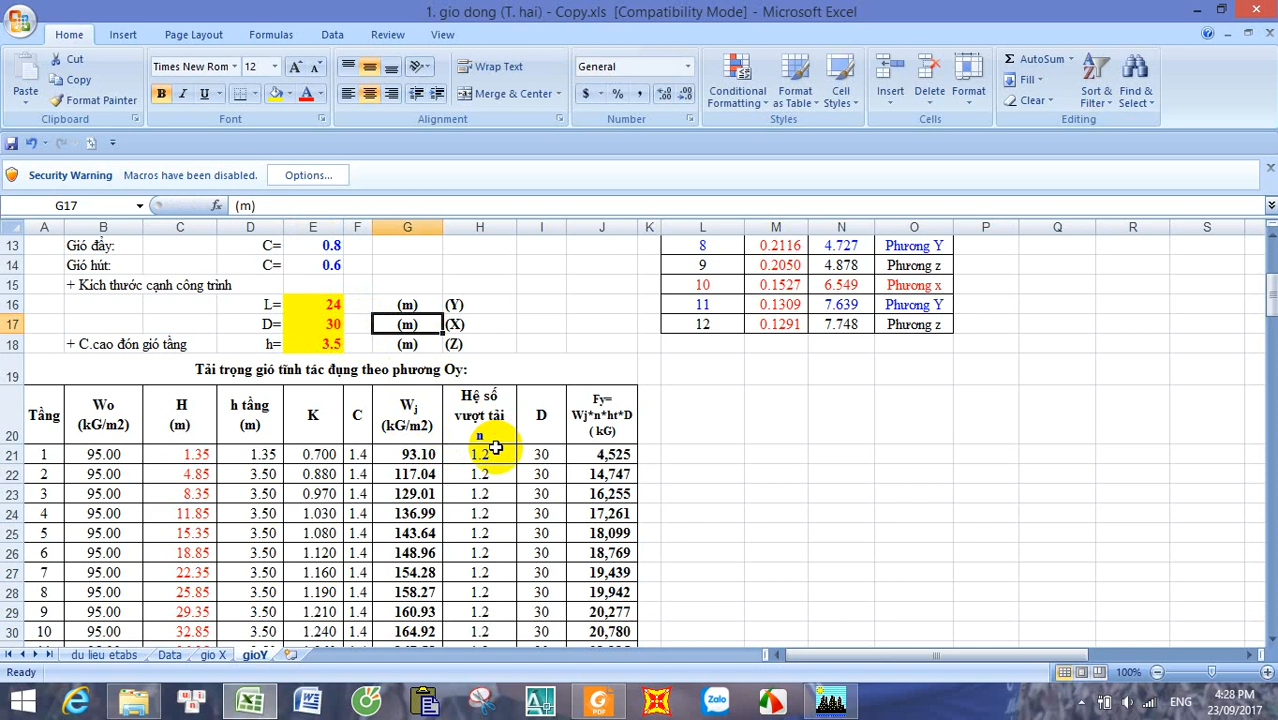 1. gio dong (T. hai) - Copy.xls [Compatibility Mode] - Microsoft Excel
Home Insert Page Layout Formulas Data Review View
Cut
Copy
Format Painter
Paste
Clipboard
Times New Rom 12
B I U
Font
Wrap Text
Merge & Center
Alignment
General
$ % ,
Number
Conditional Formatting
Format as Table
Cell Styles
Styles
Insert Delete Format
Cells
AutoSum
Fill
Clear
Sort & Filter
Find & Select
Editing
Security Warning Macros have been disabled. Options...
G17 fx (m)
A B C D E F G H I J K L M N O P Q R S
13 Gió đẩy: C= 0.8 8 0.2116 4.727 Phương Y
14 Gió hút: C= 0.6 9 0.2050 4.878 Phương z
15 + Kích thước cạnh công trình 10 0.1527 6.549 Phương x
16 L= 24 (m) (Y) 11 0.1309 7.639 Phương Y
17 D= 30 (m) (X) 12 0.1291 7.748 Phương z
18 + C.cao đón gió tầng h= 3.5 (m) (Z)
19 Tải trọng gió tĩnh tác dụng theo phương Oy:
20 Tầng Wo (kG/m2) H (m) h tầng (m) K C Wj (kG/m2) Hệ số vượt tải n D Fy= Wj*n*ht*D ( kG)
21 1 95.00 1.35 1.35 0.700 1.4 93.10 1.2 30 4,525
22 2 95.00 4.85 3.50 0.880 1.4 117.04 1.2 30 14,747
23 3 95.00 8.35 3.50 0.970 1.4 129.01 1.2 30 16,255
24 4 95.00 11.85 3.50 1.030 1.4 136.99 1.2 30 17,261
25 5 95.00 15.35 3.50 1.080 1.4 143.64 1.2 30 18,099
26 6 95.00 18.85 3.50 1.120 1.4 148.96 1.2 30 18,769
27 7 95.00 22.35 3.50 1.160 1.4 154.28 1.2 30 19,439
28 8 95.00 25.85 3.50 1.190 1.4 158.27 1.2 30 19,942
29 9 95.00 29.35 3.50 1.210 1.4 160.93 1.2 30 20,277
30 10 95.00 32.85 3.50 1.240 1.4 164.92 1.2 30 20,780
du lieu etabs Data gio X gioY
Ready 100%
Zalo
PDF
ENG
4:28 PM
23/09/2017